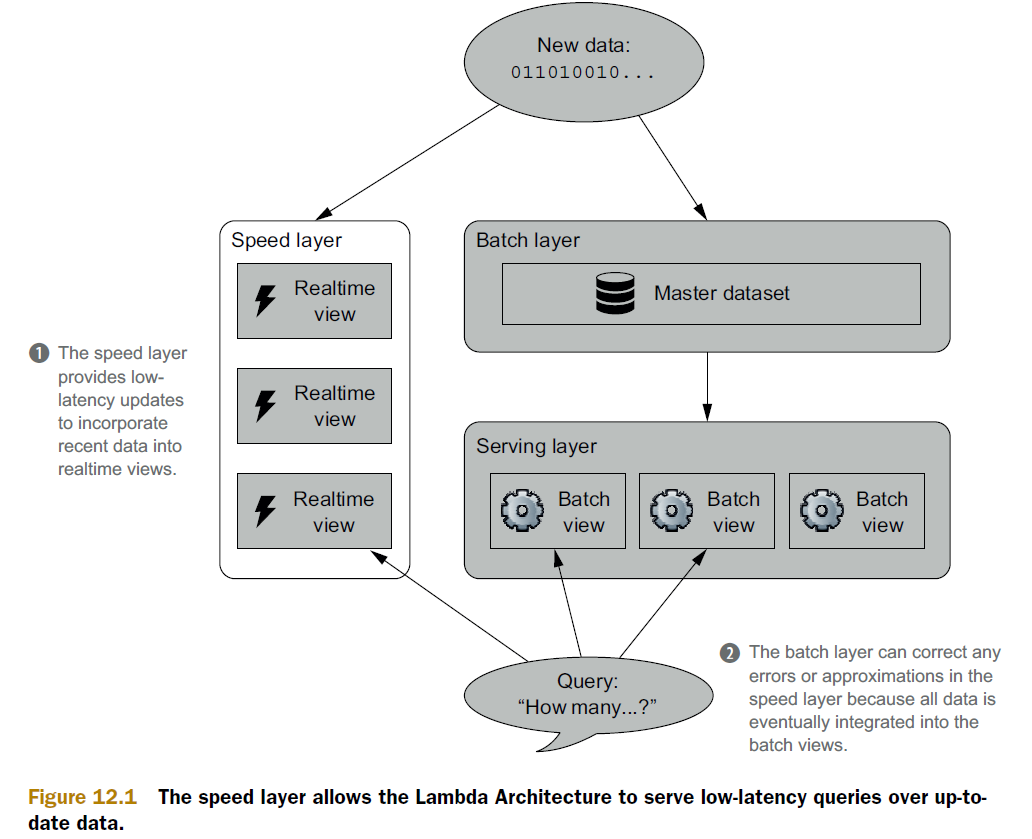 New data:
011010010...
Speed layer
Realtime
view
Realtime
view
Realtime
view
Batch layer
Master dataset
Serving layer
Batch
view
Batch
view
Batch
view
1 The speed layer
provides low-
latency updates
to incorporate
recent data into
realtime views.
Query:
“How many...?”
2 The batch layer can correct any
errors or approximations in the
speed layer because all data is
eventually integrated into the
batch views.
Figure 12.1 The speed layer allows the Lambda Architecture to serve low-latency queries over up-to-
date data.